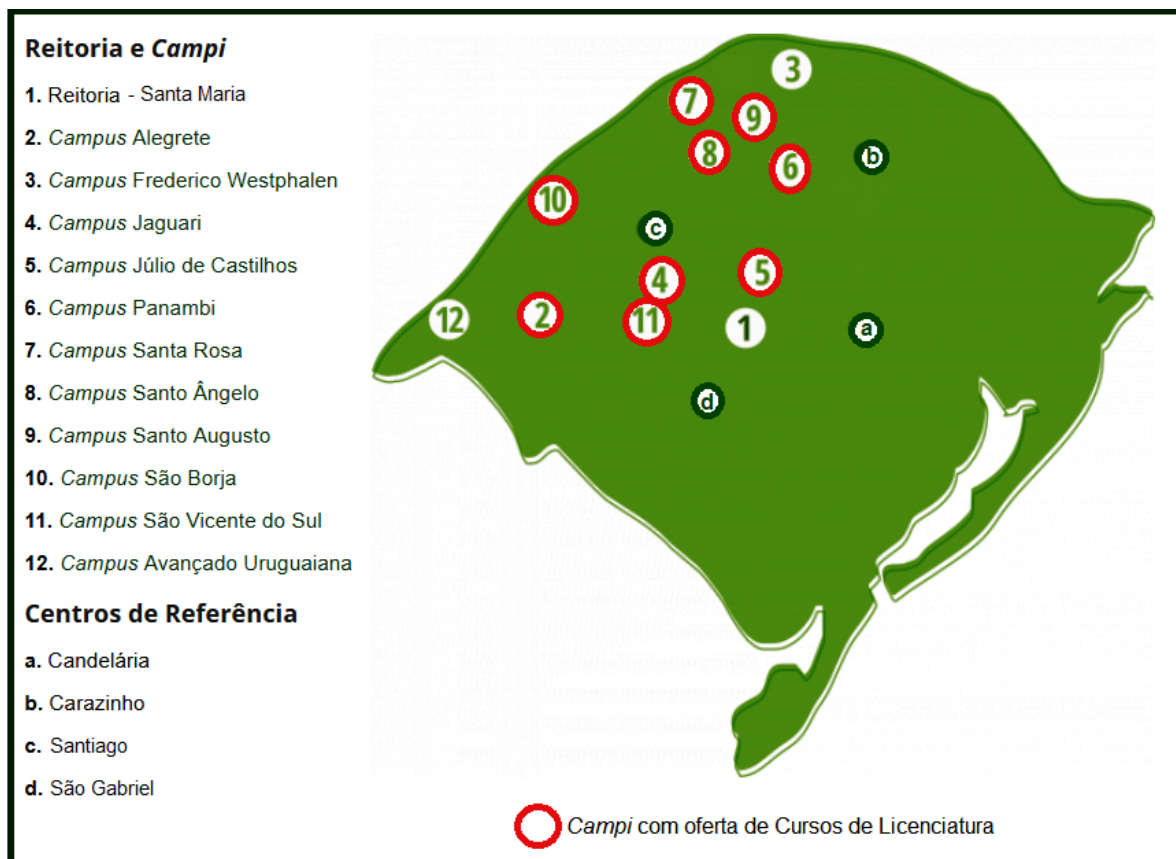 Reitoria e Campi
1. Reitoria - Santa Maria
2. Campus Alegrete
3. Campus Frederico Westphalen
4. Campus Jaguari
5. Campus Júlio de Castilhos
6. Campus Panambi
7. Campus Santa Rosa
8. Campus Santo Ângelo
9. Campus Santo Augusto
10. Campus São Borja
11. Campus São Vicente do Sul
12. Campus Avançado Uruguaiana
Centros de Referência
a. Candelária
b. Carazinho
c. Santiago
d. São Gabriel
3
7
9
8
6
b
10
c
4
5
12
2
11
1
a
d
Campi com oferta de Cursos de Licenciatura